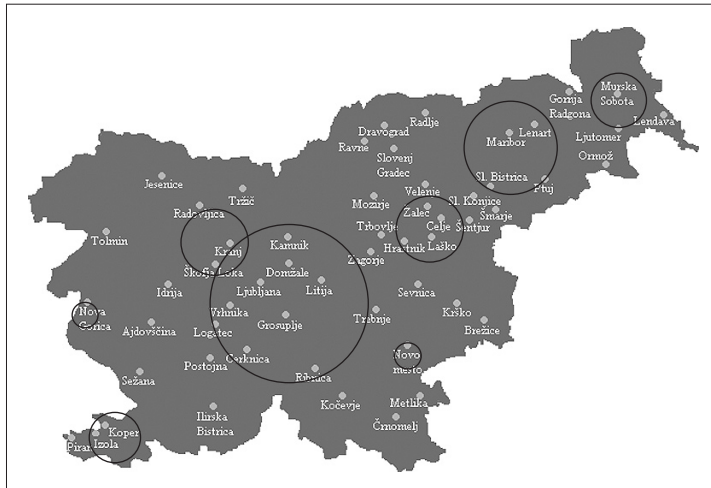 Murska
Sobota
Gornja
Radgona
Lendava
Radlje
Dravograd
Ravne
Slovenj
Gradec
Maribor
Lenart
Ljutomer
Ormož
Jesenice
Tržič
Radovljica
Mozirje
Velenje
Sl. Bistrica
Sl. Konjice
Ptuj
Žalec
Šmarje
Celje
Šentjur
Trbovlje
Hrastnik
Laško
Zagorje
Tolmin
Kranj
Kamnik
Škofja Loka
Domžale
Idrija
Ljubljana
Litija
Sevnica
Nova
Gorica
Ajdovščina
Vrhnika
Logatec
Grosuplje
Trebnje
Krško
Brežice
Postojna
Cerknica
Novo
mesto
Sežana
Ribnica
Kočevje
Metlika
Črnomelj
Ilirska
Bistrica
Koper
Izola
Piran